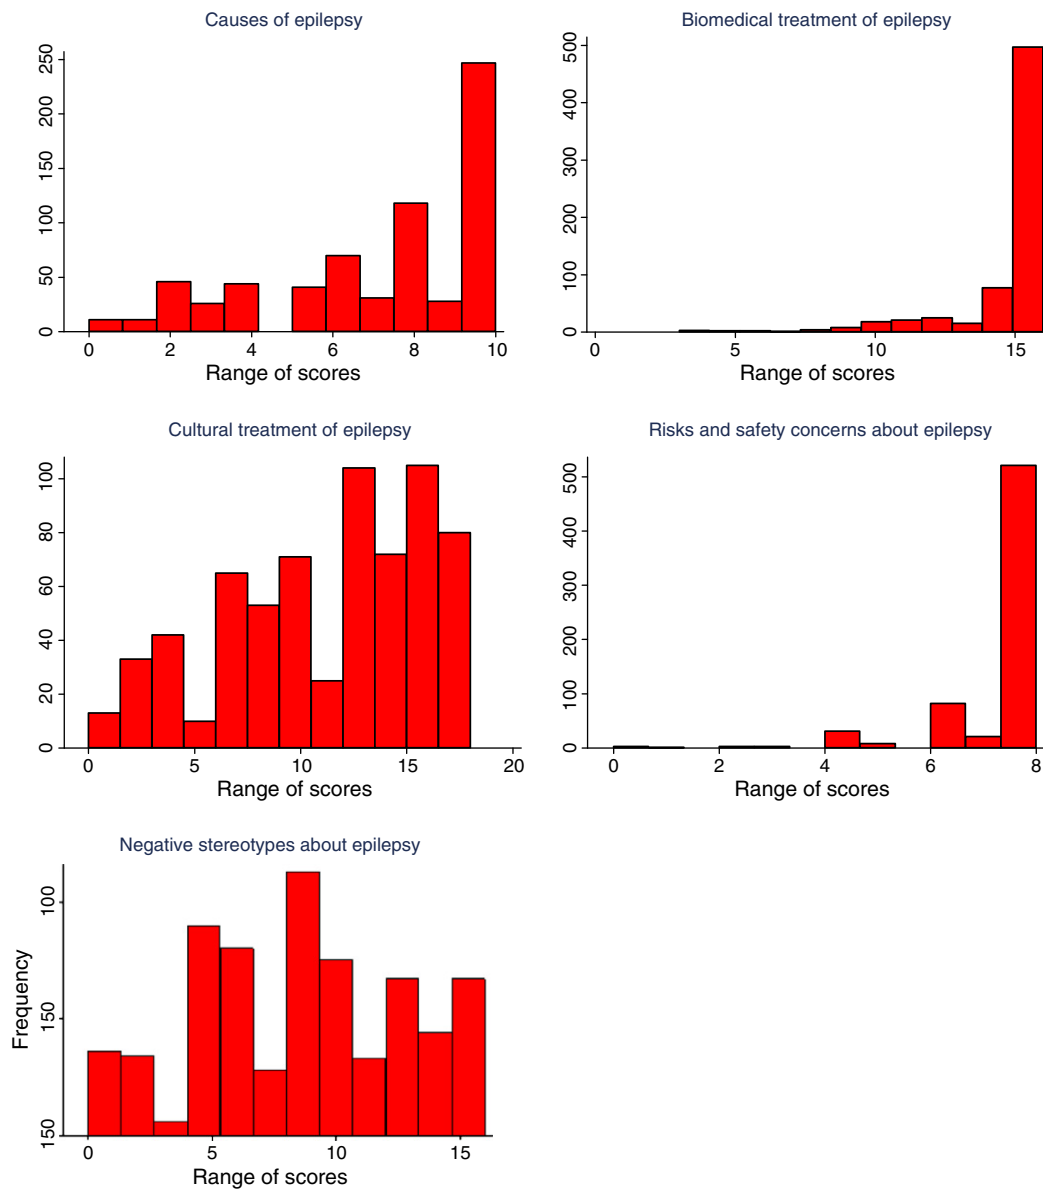 Causes of epilepsy
250
200
150
100
50
0
0 2 4 6 8 10
Range of scores
Biomedical treatment of epilepsy
500
400
300
200
100
0
0 5 10 15
Range of scores
Cultural treatment of epilepsy
100
80
60
40
20
0
0 5 10 15 20
Range of scores
Risks and safety concerns about epilepsy
500
400
300
200
100
0
0 2 4 6 8
Range of scores
Negative stereotypes about epilepsy
Frequency
100
150
150
0 5 10 15
Range of scores